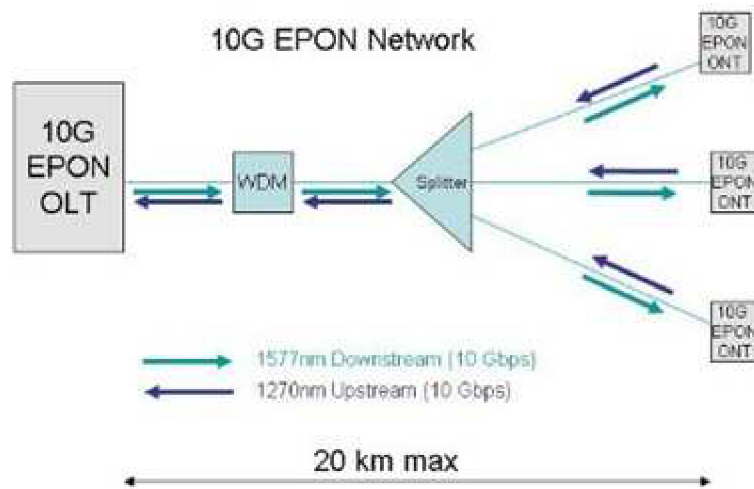 10G EPON Network
10G
EPON
OLT
WDM
Splitter
10G
EPON
ONT
10G
EPON
ONT
10G
EPON
ONT
1577nm Downstream (10 Gbps)
1270nm Upstream (10 Gbps)
20 km max